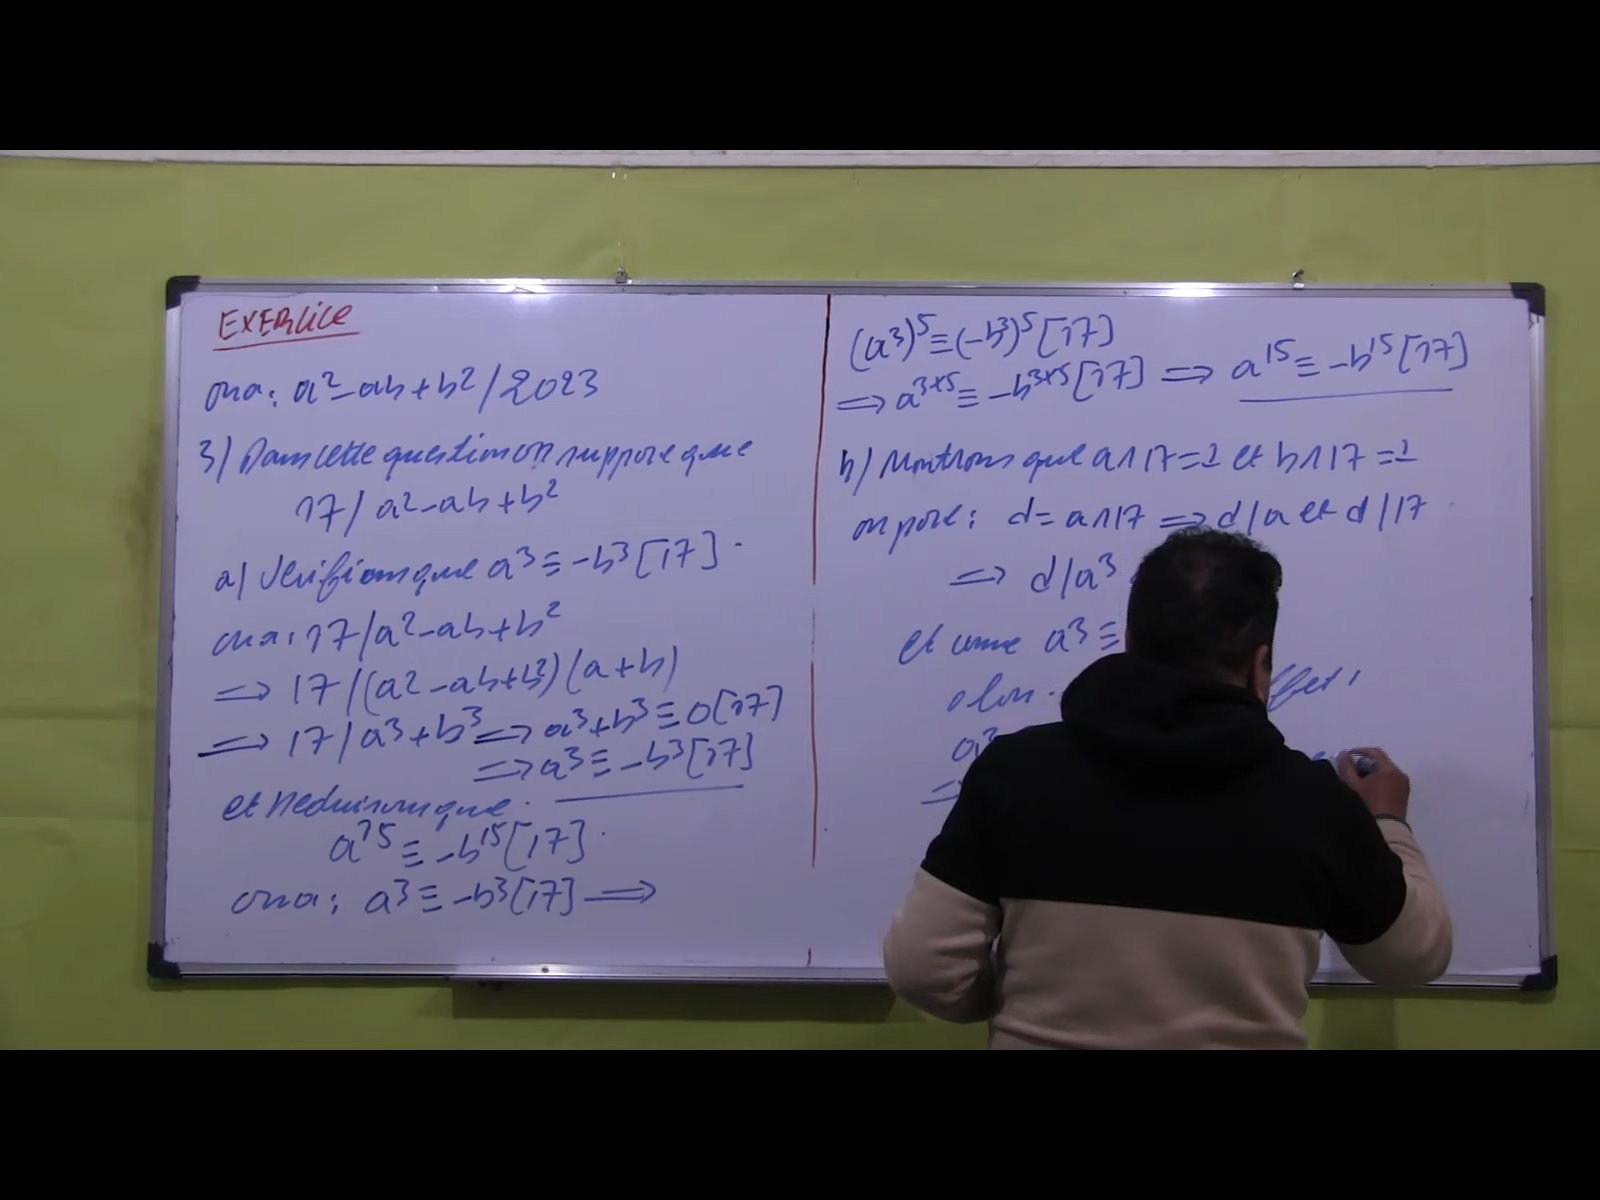 EXERCICE
on a: a² - ab + b² / 2023
3) Dans cette question on suppose que
17 / a² - ab + b²
a) Vérifions que a³ ≡ -b³ [17].
on a: 17 / a² - ab + b²
⇒ 17 / (a² - ab + b²)(a + b)
⇒ 17 / a³ + b³ ⇒ a³ + b³ ≡ 0 [17]
⇒ a³ ≡ -b³ [17]
et déduisons que.
a¹⁵ ≡ -b¹⁵ [17].
on a: a³ ≡ -b³ [17] ⇒
(a³)⁵ ≡ (-b³)⁵ [17]
⇒ a³ˣ⁵ ≡ -b³ˣ⁵ [17] ⇒ a¹⁵ ≡ -b¹⁵ [17]
b) Montrons que a∧17 = 1 et b∧17 = 1
on pose: d = a∧17 ⇒ d/a et d/17
⇒ d/a³
et comme a³ ≡
alors
a³
⇒